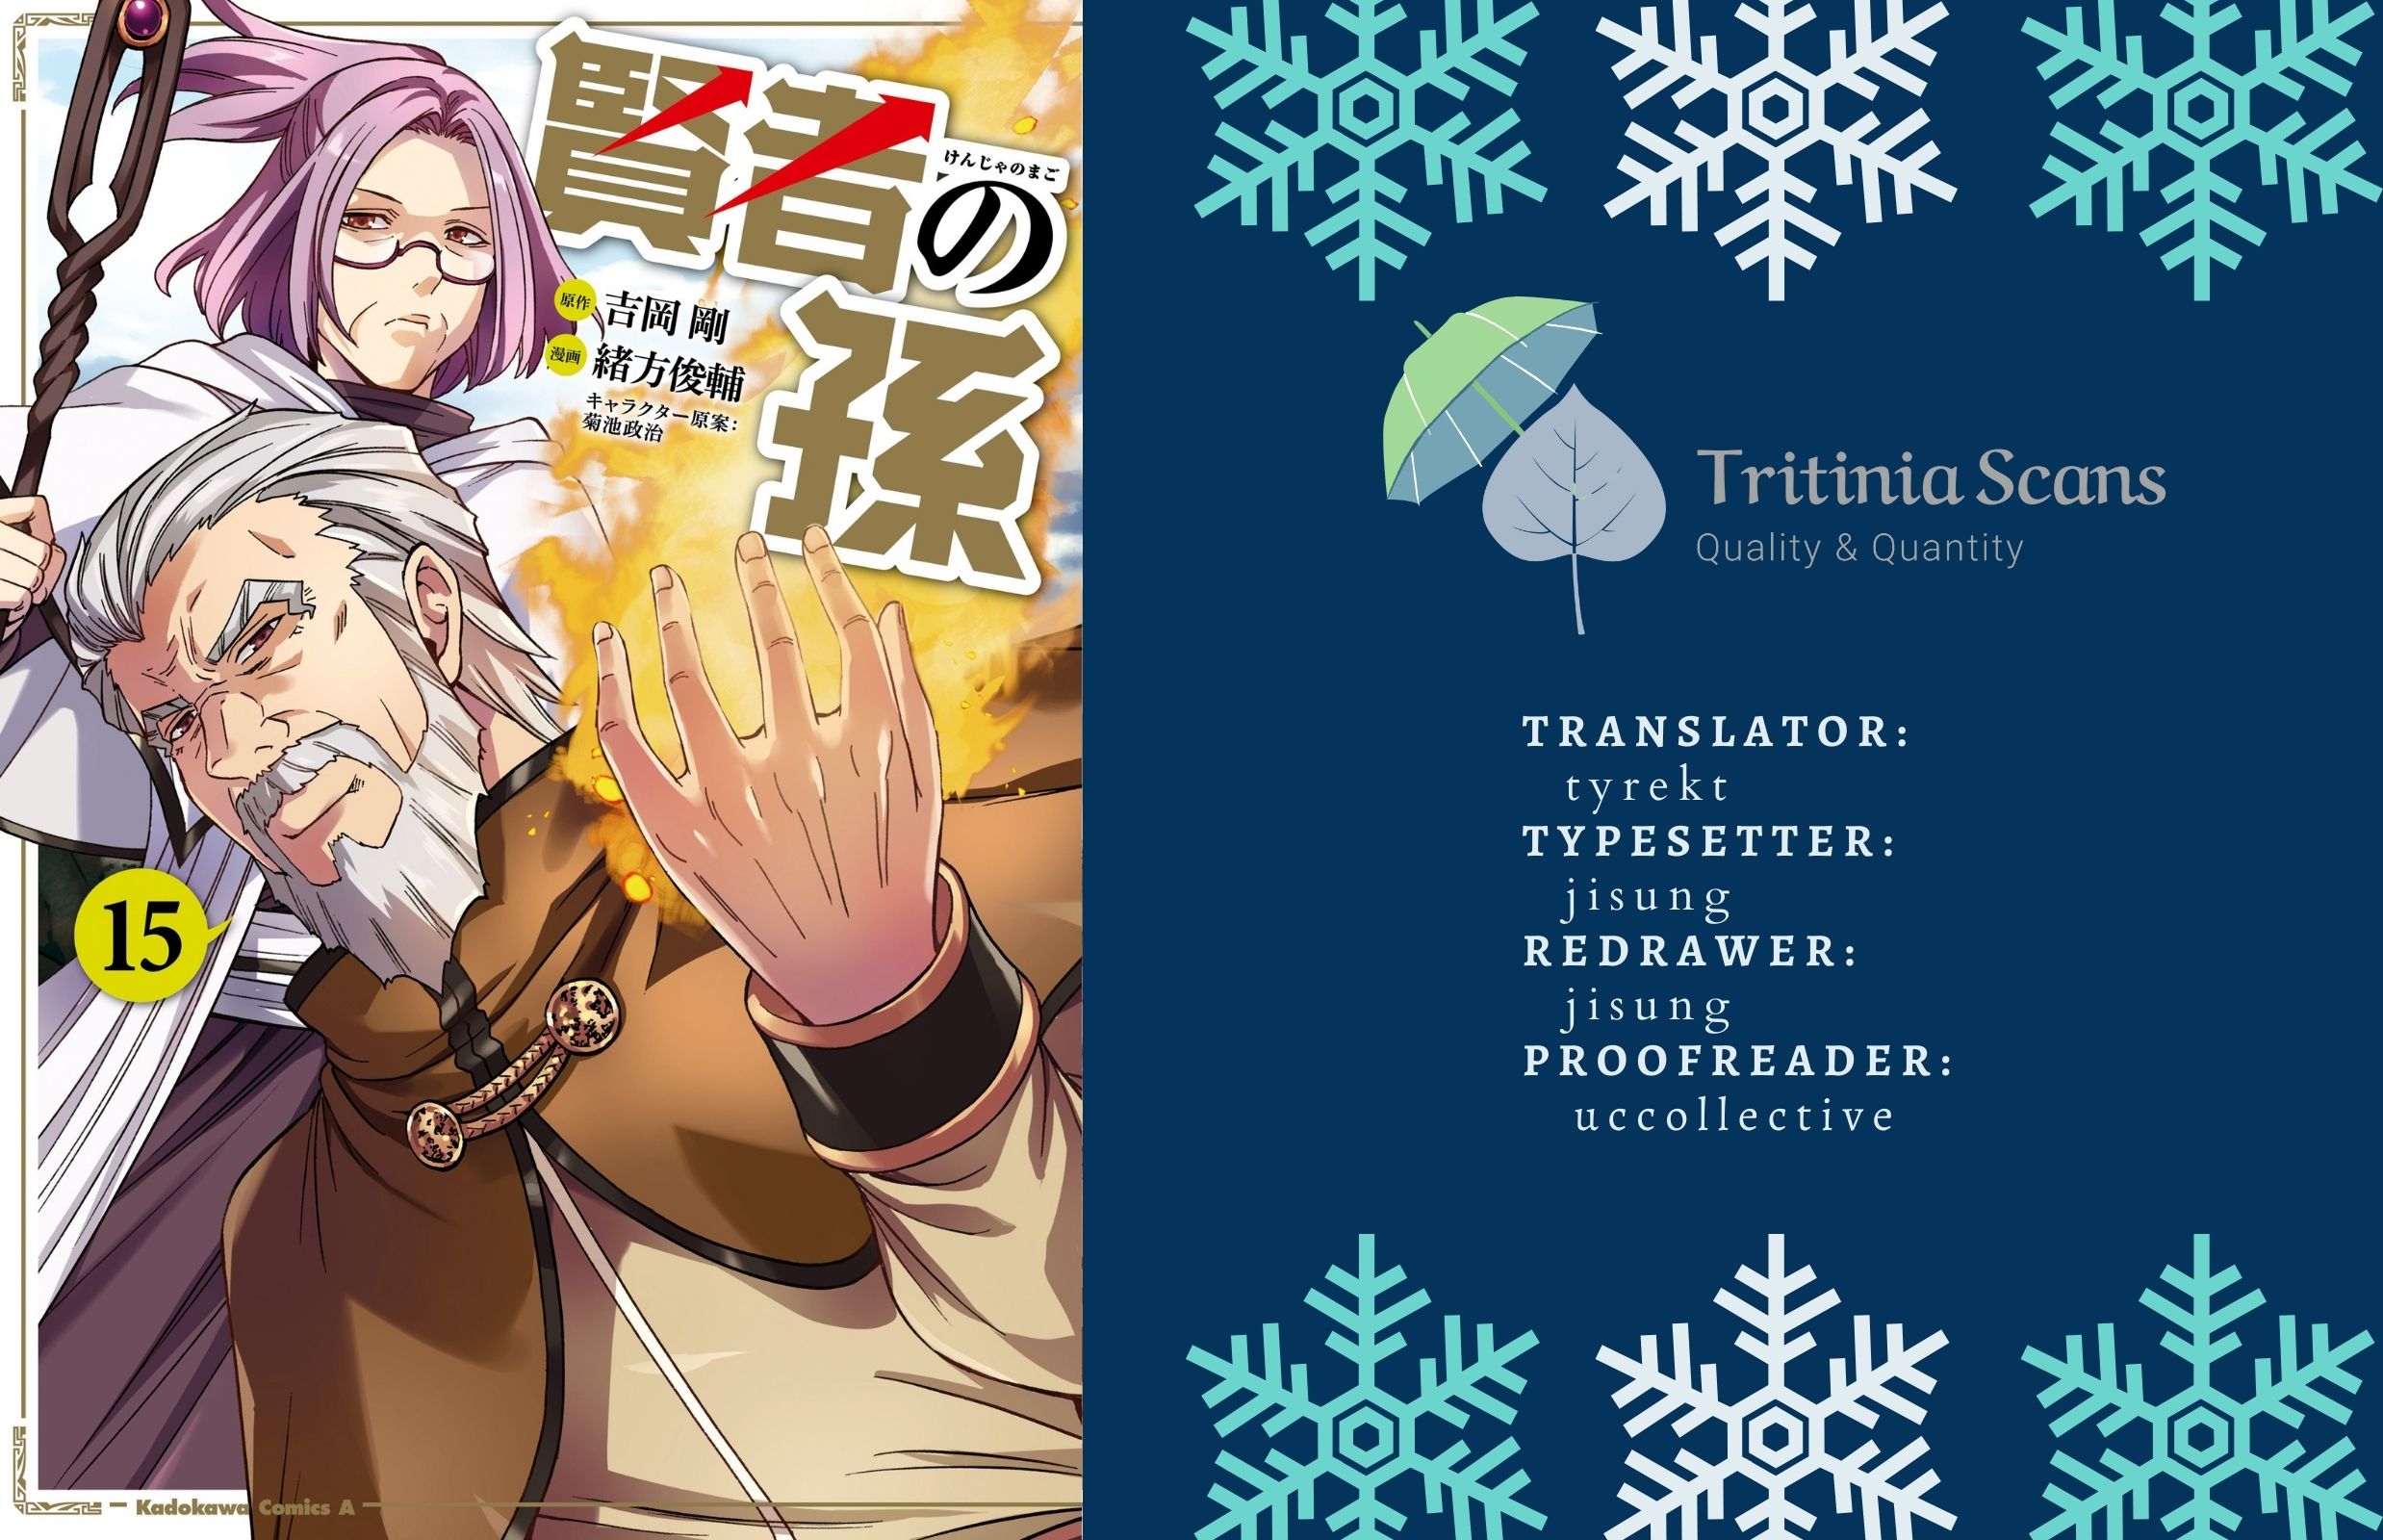 賢者の
けんじゃのまご
孫
原作 吉岡 剛
漫画 緒方俊輔
キャラクター原案:
菊池政治
15
Kadokawa Comics A
Tritinia Scans
Quality & Quantity
TRANSLATOR:
tyrekt
TYPESETTER:
jisung
REDRAWER:
jisung
PROOFREADER:
uccollective